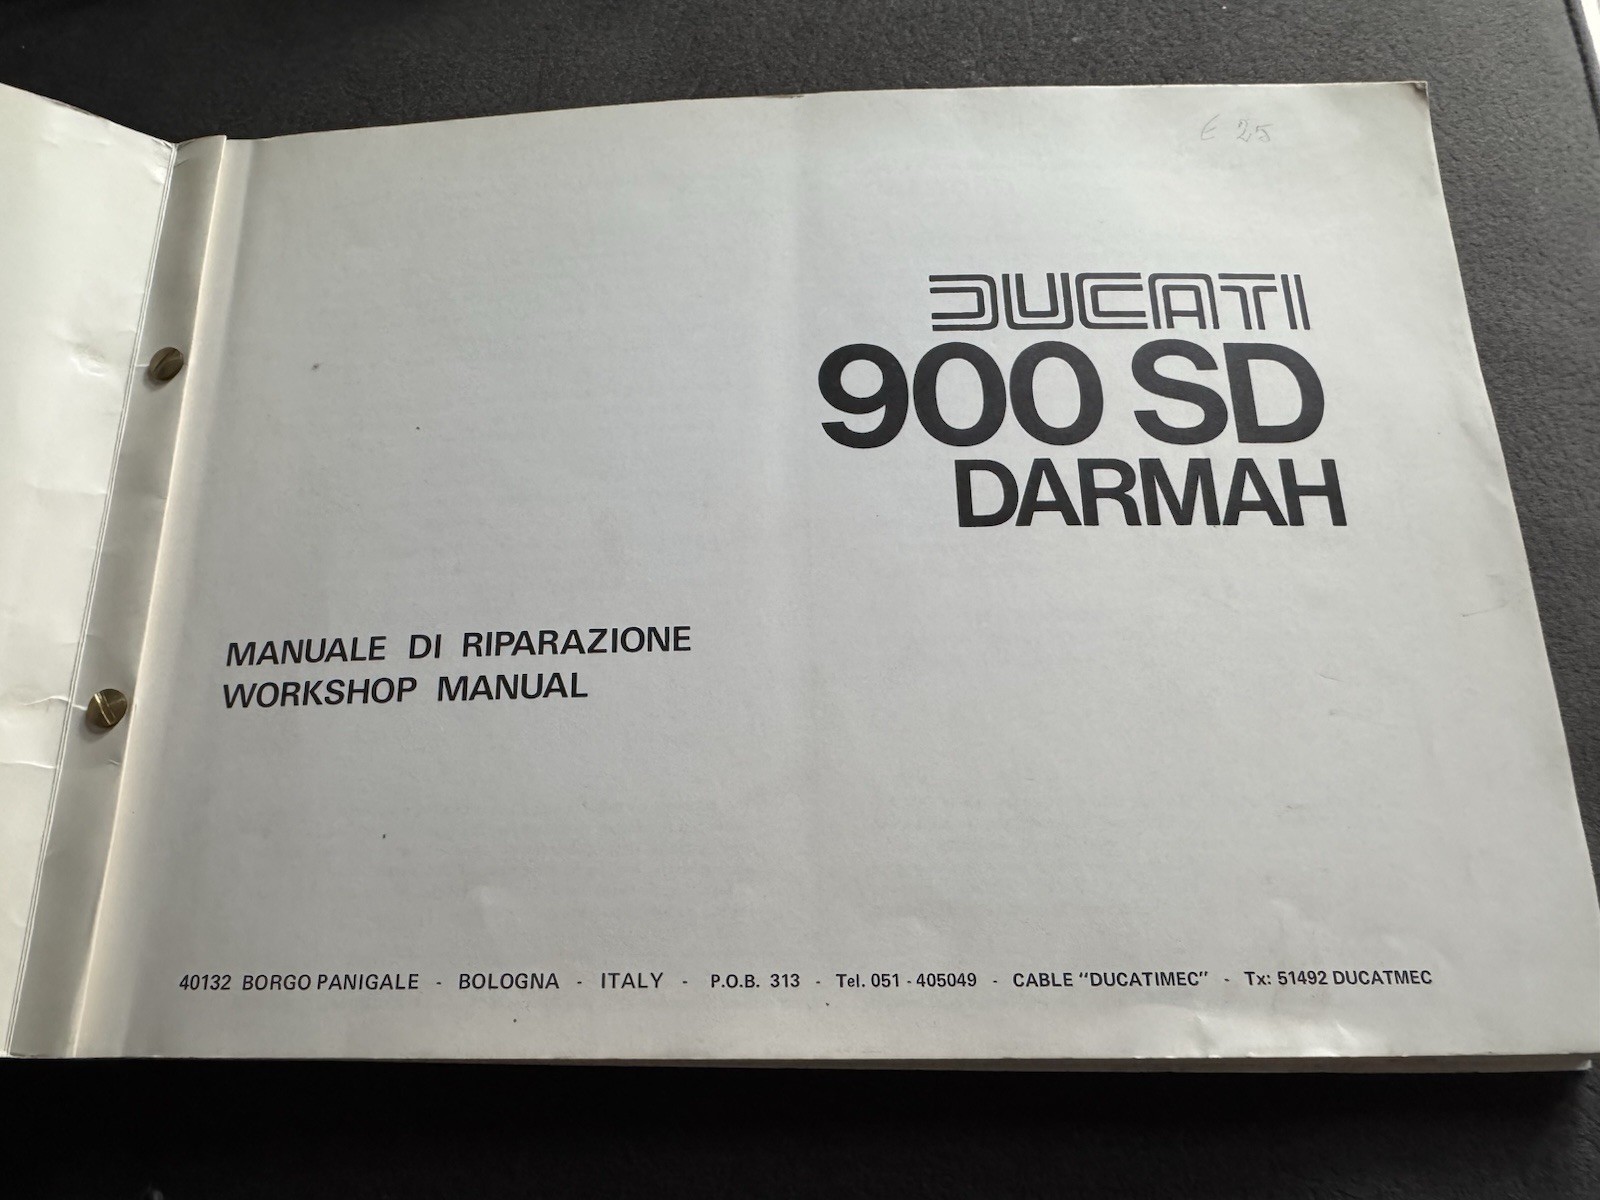 € 25
DUCATI
900 SD
DARMAH
MANUALE DI RIPARAZIONE
WORKSHOP MANUAL
40132 BORGO PANIGALE - BOLOGNA - ITALY - P.O.B. 313 - Tel. 051 - 405049 - CABLE "DUCATIMEC" - Tx: 51492 DUCATMEC